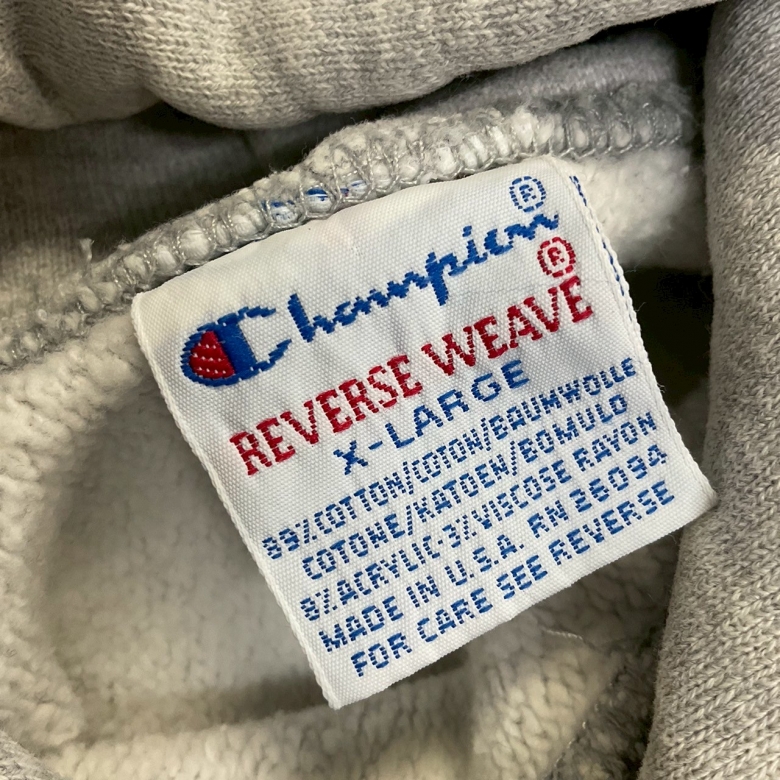 Champion®
REVERSE WEAVE®
X-LARGE
89%COTTON/COTON/BAUMWOLLE
COTONE/KATOEN/BOMULD
8%ACRYLIC·3%VISCOSE RAYON
MADE IN U.S.A. RN 26094
FOR CARE SEE REVERSE